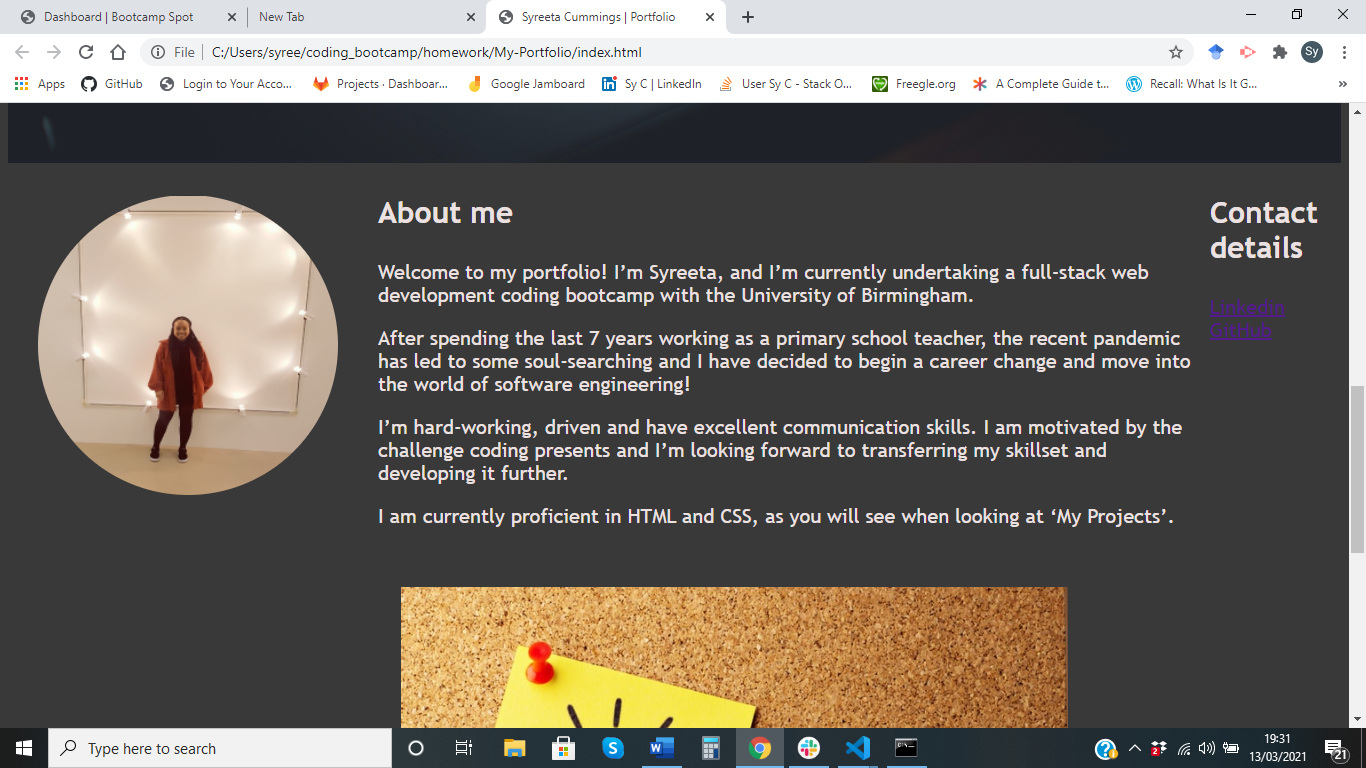 Dashboard | Bootcamp Spot
New Tab
Syreeta Cummings | Portfolio
File
C:/Users/syree/coding_bootcamp/homework/My-Portfolio/index.html
Sy
Apps
GitHub
Login to Your Acco...
Projects · Dashboar...
Google Jamboard
Sy C | LinkedIn
User Sy C - Stack O...
Freegle.org
A Complete Guide t...
Recall: What Is It G...
About me
Welcome to my portfolio! I’m Syreeta, and I’m currently undertaking a full-stack web
development coding bootcamp with the University of Birmingham.
After spending the last 7 years working as a primary school teacher, the recent pandemic
has led to some soul-searching and I have decided to begin a career change and move into
the world of software engineering!
I’m hard-working, driven and have excellent communication skills. I am motivated by the
challenge coding presents and I’m looking forward to transferring my skillset and
developing it further.
I am currently proficient in HTML and CSS, as you will see when looking at ‘My Projects’.
Contact
details
LinkedIn
GitHub
Type here to search
19:31
13/03/2021
21